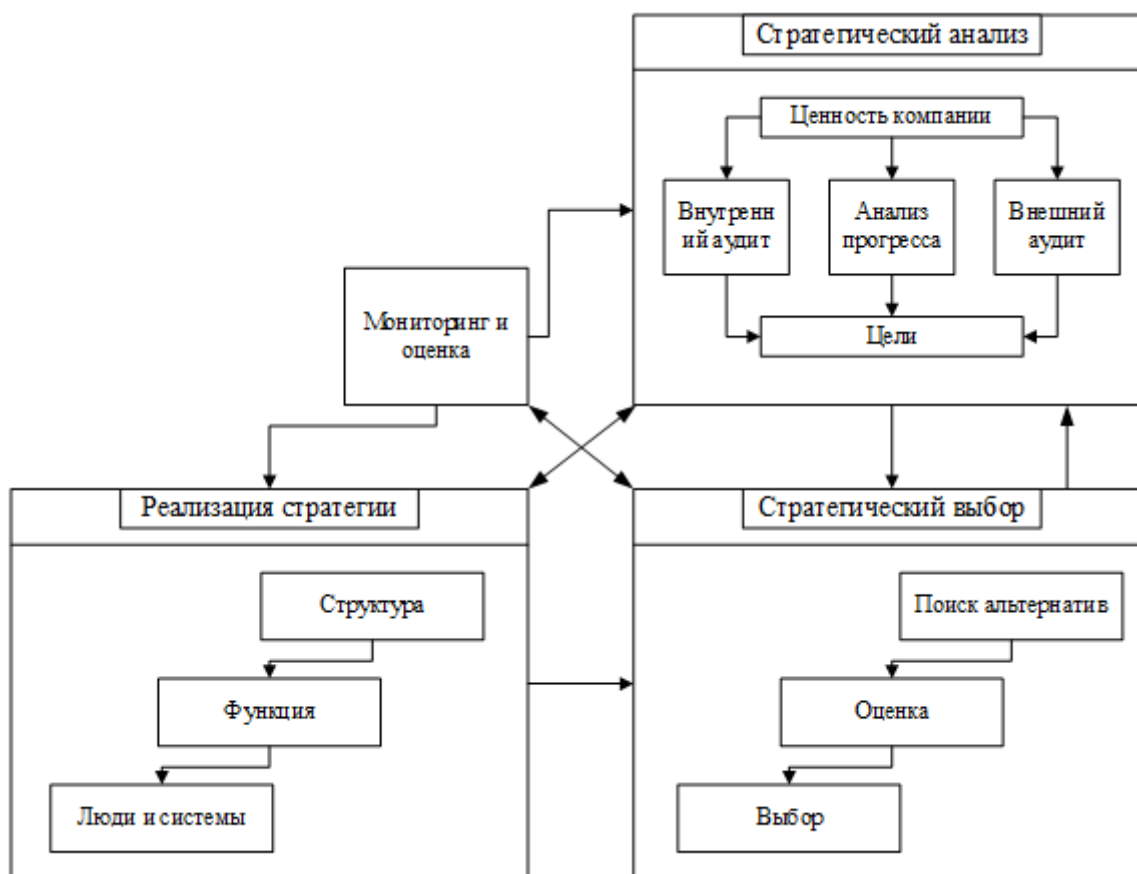 Стратегический анализ
Ценность компании
Внутренн
ий аудит
Анализ
прогресса
Внешний
аудит
Цели
Мониторинг и
оценка
Реализация стратегии
Структура
Функция
Люди и системы
Стратегический выбор
Поиск альтернатив
Оценка
Выбор